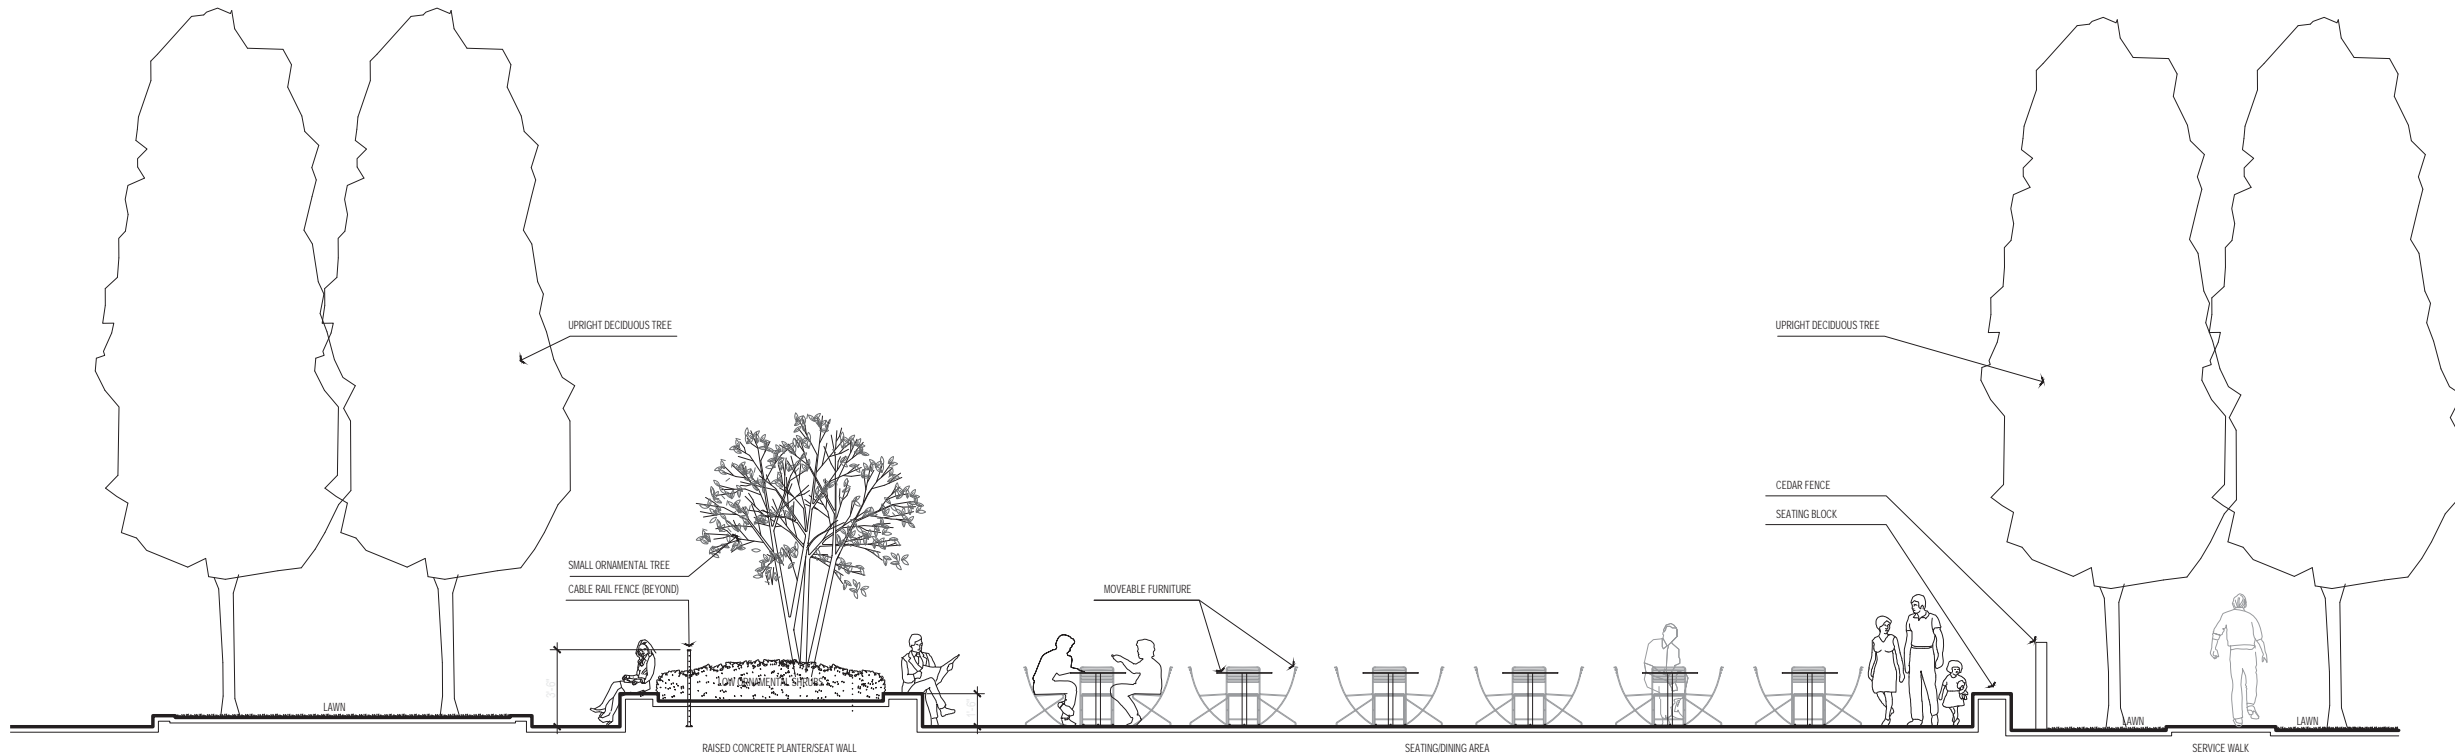 UPRIGHT DECIDUOUS TREE
UPRIGHT DECIDUOUS TREE
CEDAR FENCE
SEATING BLOCK
SMALL ORNAMENTAL TREE
CABLE RAIL FENCE (BEYOND)
MOVEABLE FURNITURE
LOW ORNAMENTAL SHRUBS
LAWN
LAWN
LAWN
RAISED CONCRETE PLANTER/SEAT WALL
SEATING/DINING AREA
SERVICE WALK